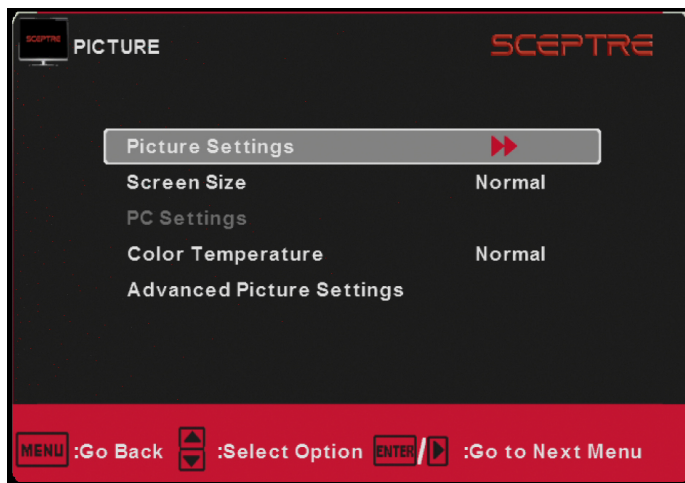 SCEPTRE
PICTURE
SCEPTRE
Picture Settings
Screen Size Normal
PC Settings
Color Temperature Normal
Advanced Picture Settings
MENU :Go Back :Select Option ENTER/ :Go to Next Menu